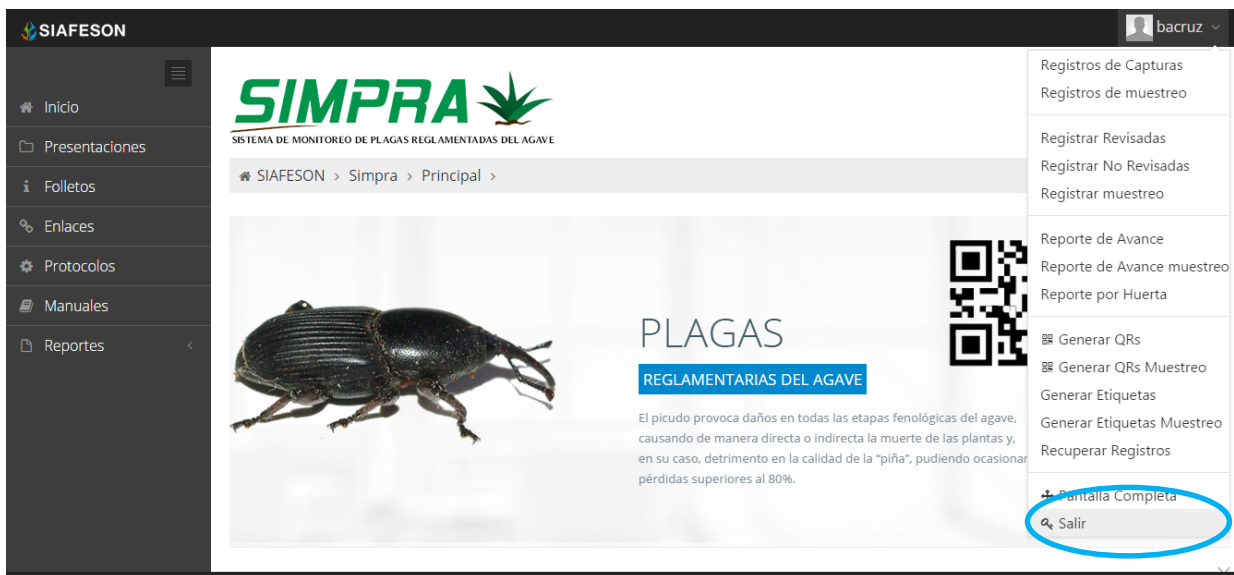 SIAFESON
bacruz
Inicio
Presentaciones
Folletos
Enlaces
Protocolos
Manuales
Reportes
SIMPRA
SISTEMA DE MONITOREO DE PLAGAS REGLAMENTADAS DEL AGAVE
SIAFESON > Simpra > Principal >
PLAGAS
REGLAMENTARIAS DEL AGAVE
El picudo provoca daños en todas las etapas fenológicas del agave,
causando de manera directa o indirecta la muerte de las plantas y,
en su caso, detrimento en la calidad de la “piña”, pudiendo ocasionar
pérdidas superiores al 80%.
Registros de Capturas
Registros de muestreo
Registrar Revisadas
Registrar No Revisadas
Registrar muestreo
Reporte de Avance
Reporte de Avance muestreo
Reporte por Huerta
Generar QRs
Generar QRs Muestreo
Generar Etiquetas
Generar Etiquetas Muestreo
Recuperar Registros
Pantalla Completa
Salir